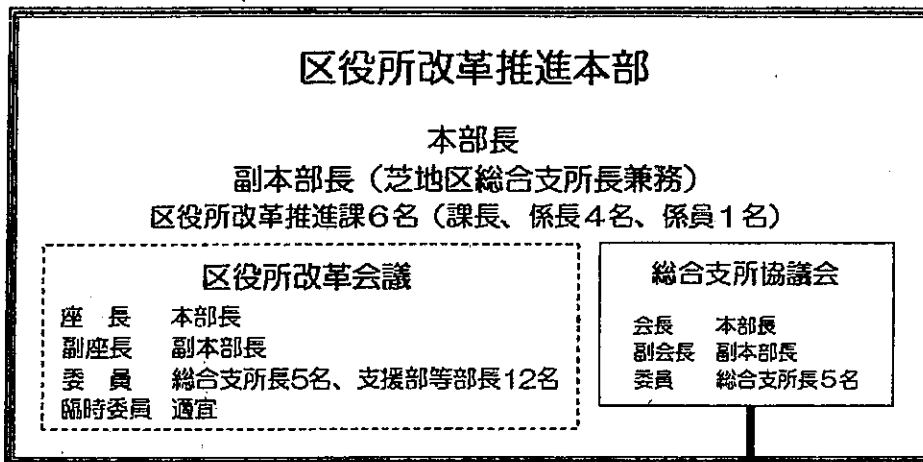 区役所改革推進本部
本部長
副本部長（芝地区総合支所長兼務）
区役所改革推進課6名（課長、係長4名、係員1名）
区役所改革会議
座　長　本部長
副座長　副本部長
委　員　総合支所長5名、支援部等部長12名
臨時委員　適宜
総合支所協議会
会長　本部長
副会長　副本部長
委員　総合支所長5名